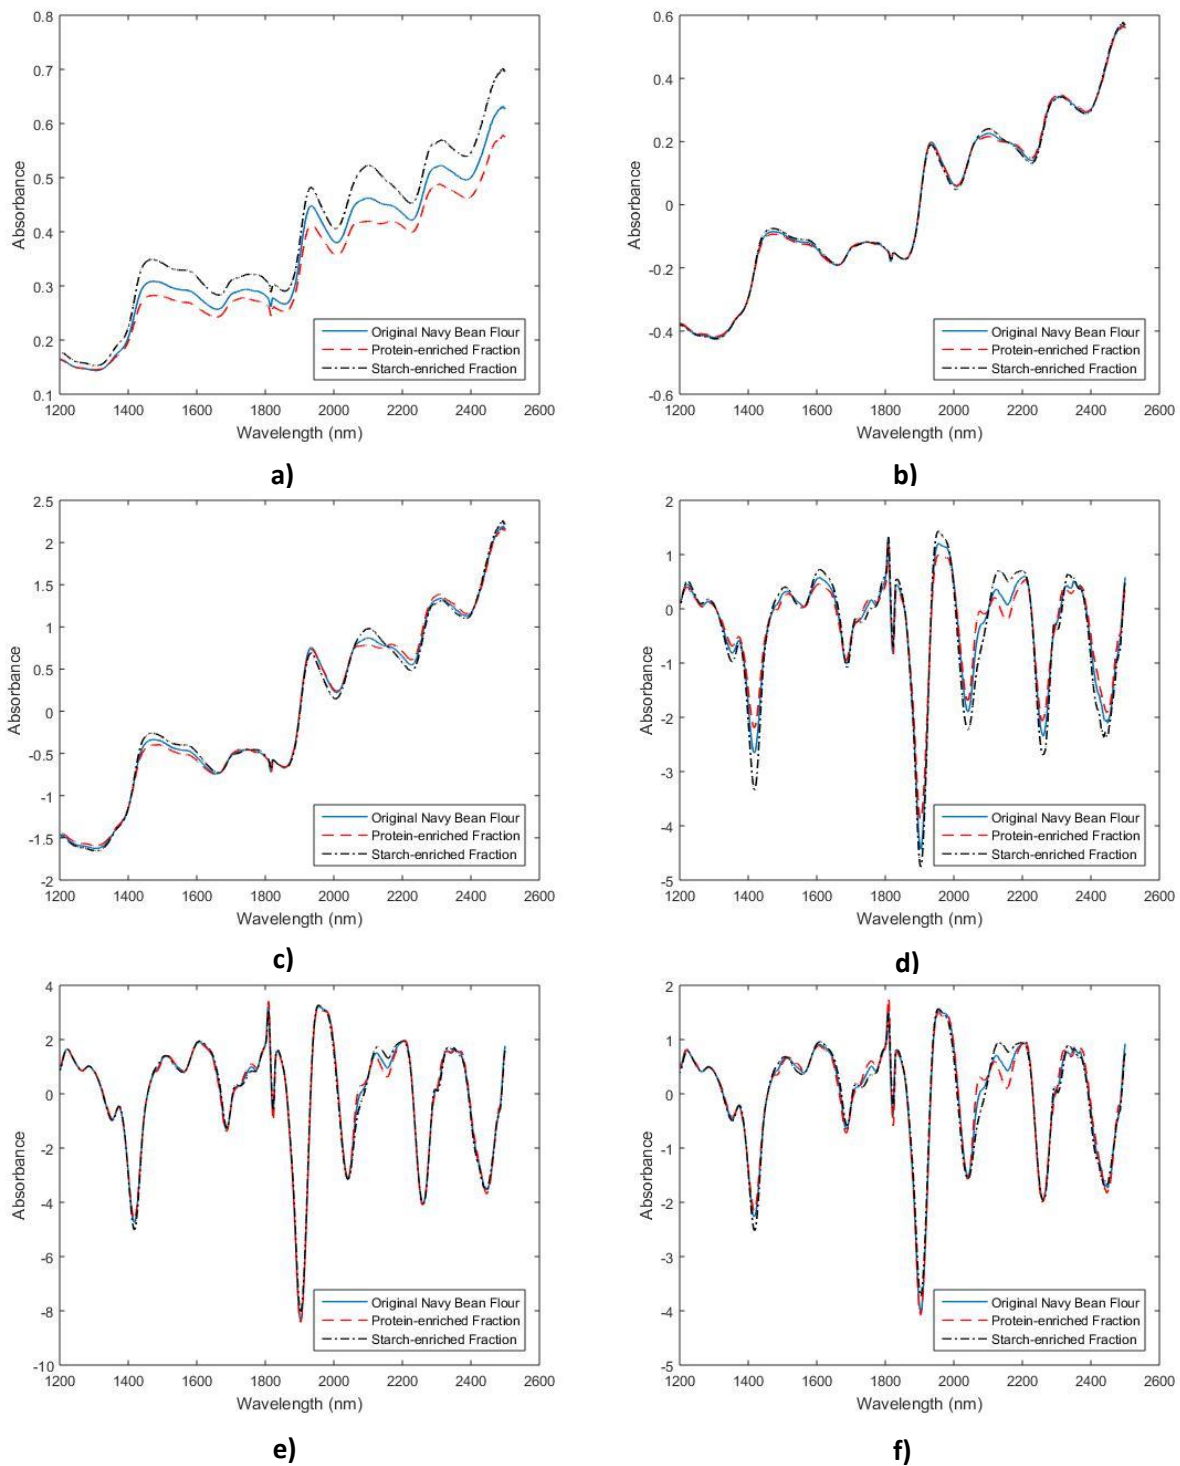 0.8
0.7
0.6
0.5
0.4
0.3
0.2
0.1
Absorbance
Original Navy Bean Flour
Protein-enriched Fraction
Starch-enriched Fraction
1200 1400 1600 1800 2000 2200 2400 2600
Wavelength (nm)
a)
0.6
0.4
0.2
0
-0.2
-0.4
-0.6
Absorbance
Original Navy Bean Flour
Protein-enriched Fraction
Starch-enriched Fraction
1200 1400 1600 1800 2000 2200 2400 2600
Wavelength (nm)
b)
2.5
2
1.5
1
0.5
0
-0.5
-1
-1.5
-2
Absorbance
Original Navy Bean Flour
Protein-enriched Fraction
Starch-enriched Fraction
1200 1400 1600 1800 2000 2200 2400 2600
Wavelength (nm)
c)
2
1
0
-1
-2
-3
-4
-5
Absorbance
Original Navy Bean Flour
Protein-enriched Fraction
Starch-enriched Fraction
1200 1400 1600 1800 2000 2200 2400 2600
Wavelength (nm)
d)
4
2
0
-2
-4
-6
-8
-10
Absorbance
Original Navy Bean Flour
Protein-enriched Fraction
Starch-enriched Fraction
1200 1400 1600 1800 2000 2200 2400 2600
Wavelength (nm)
e)
2
1
0
-1
-2
-3
-4
-5
Absorbance
Original Navy Bean Flour
Protein-enriched Fraction
Starch-enriched Fraction
1200 1400 1600 1800 2000 2200 2400 2600
Wavelength (nm)
f)